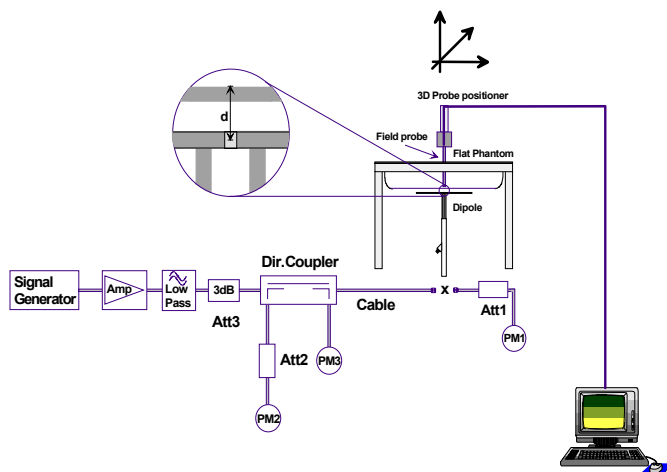 3D Probe positioner
d
Field probe
Flat Phantom
Dipole
Dir.Coupler
Signal
Generator
Amp
Low
Pass
3dB
Att3
Cable
x
Att1
PM1
Att2
PM3
PM2